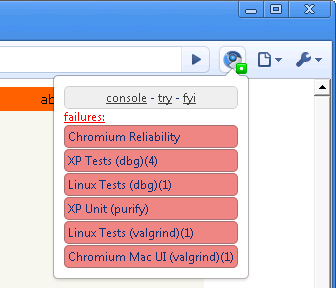 ab
console - try - fyi
failures:
Chromium Reliability
XP Tests (dbg)(4)
Linux Tests (dbg)(1)
XP Unit (purify)
Linux Tests (valgrind)(1)
Chromium Mac UI (valgrind)(1)